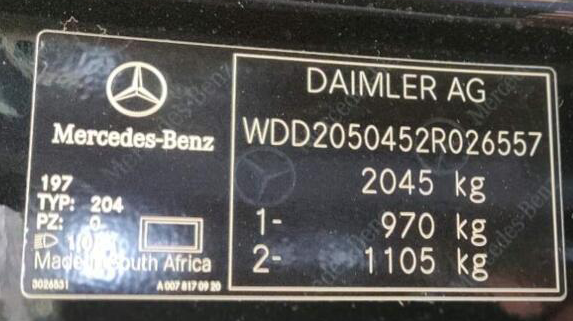 Mercedes-Benz
197
TYP: 204
PZ: 0
Made in South Africa
3026831
A 007 817 09 20
DAIMLER AG
WDD2050452R026557
2045 kg
1- 970 kg
2- 1105 kg